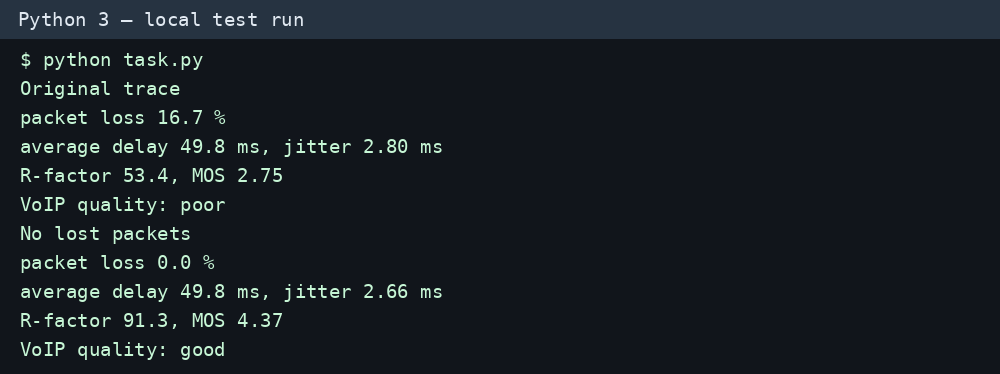 Python 3 — local test run
$ python task.py
Original trace
packet loss 16.7 %
average delay 49.8 ms, jitter 2.80 ms
R-factor 53.4, MOS 2.75
VoIP quality: poor
No lost packets
packet loss 0.0 %
average delay 49.8 ms, jitter 2.66 ms
R-factor 91.3, MOS 4.37
VoIP quality: good